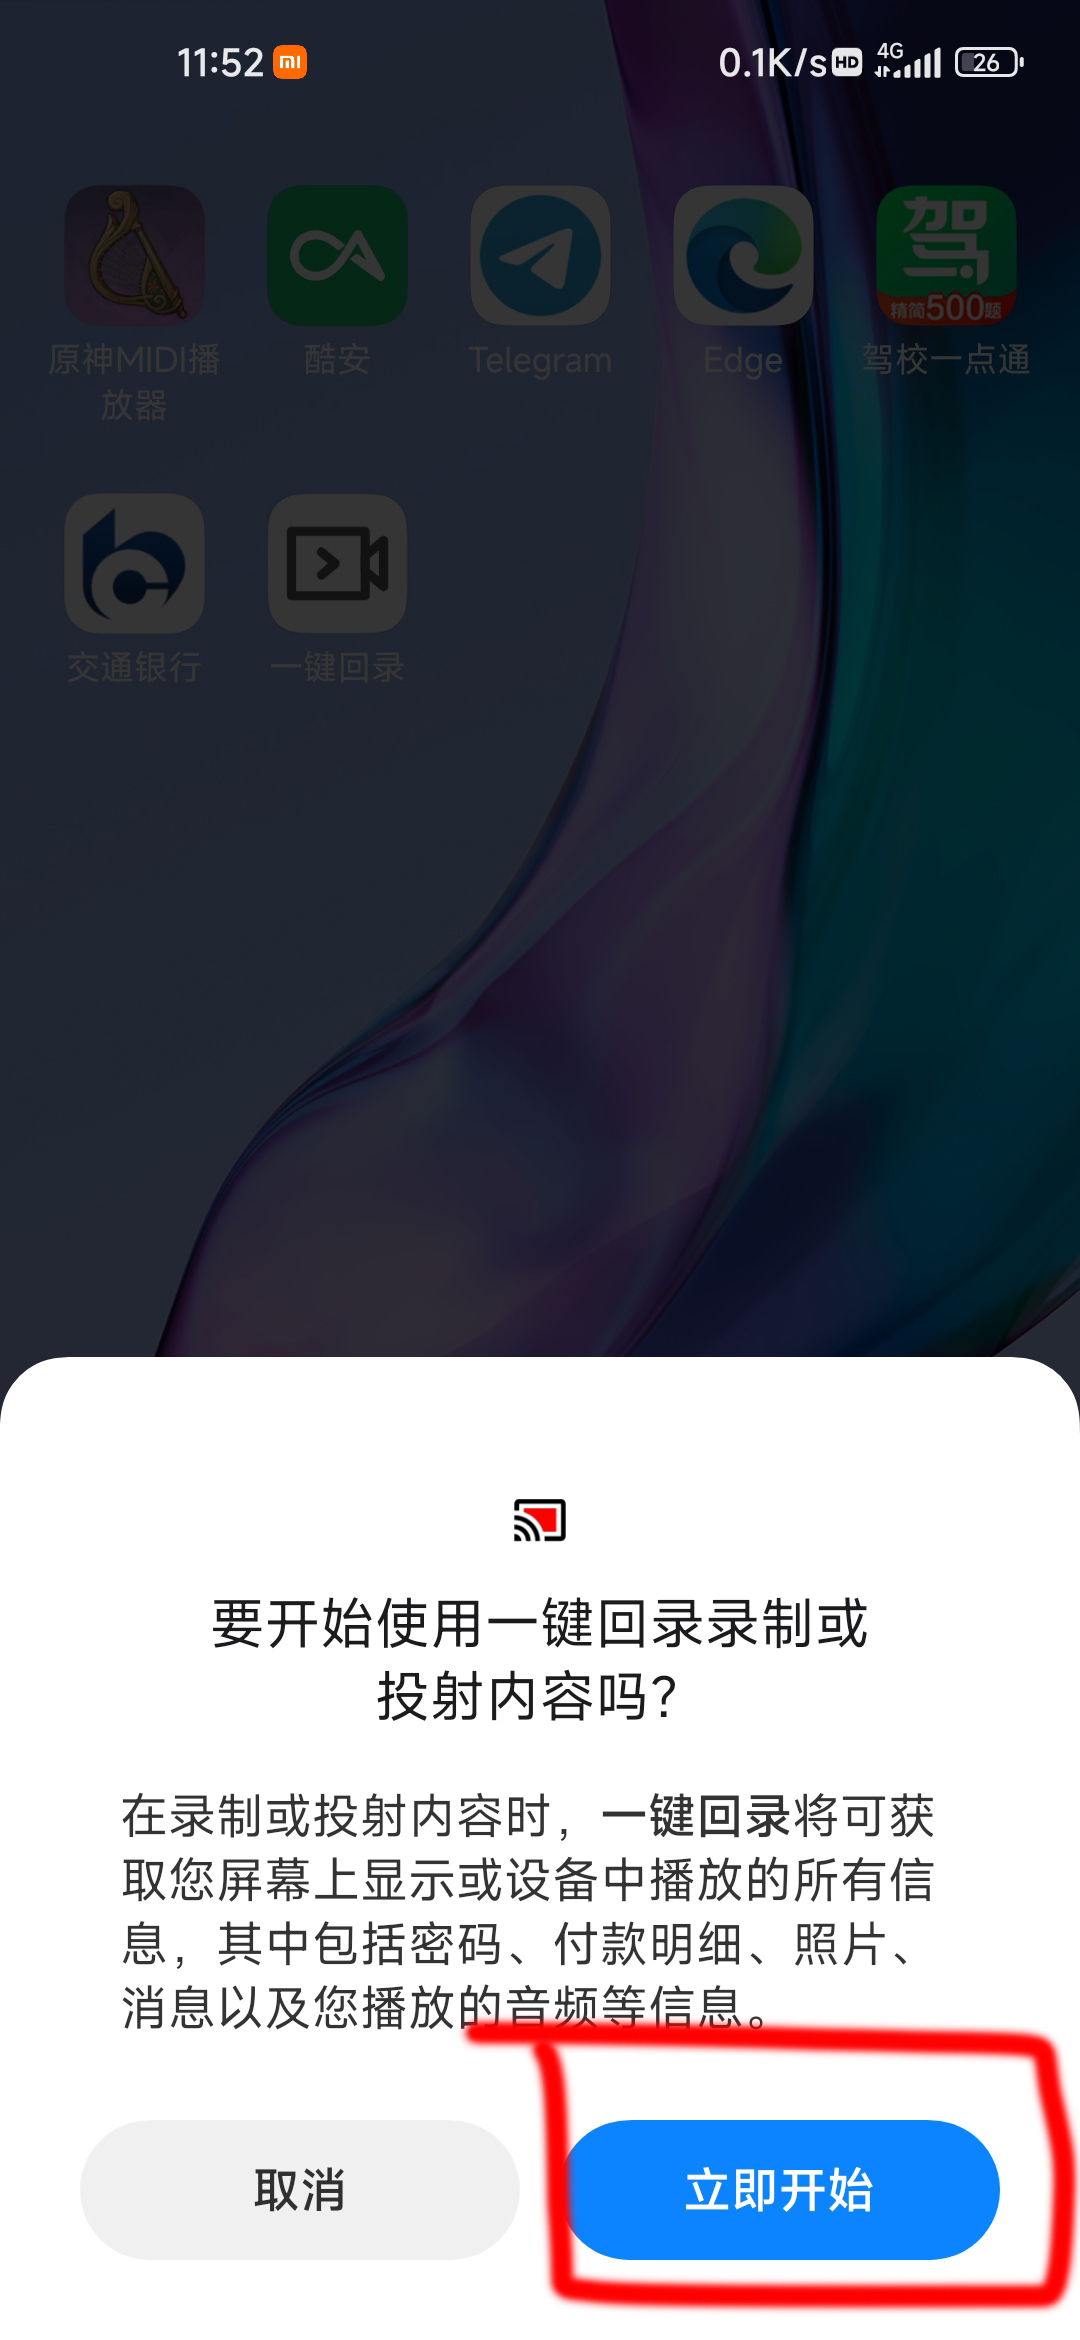 11:52
0.1K/s HD 4G 26
驾
精简500题
原神MIDI播放器
酷安
Telegram
Edge
驾校一点通
交通银行
一键回录
要开始使用一键回录录制或
投射内容吗？
在录制或投射内容时，一键回录将可获
取您屏幕上显示或设备中播放的所有信
息，其中包括密码、付款明细、照片、
消息以及您播放的音频等信息。
取消
立即开始